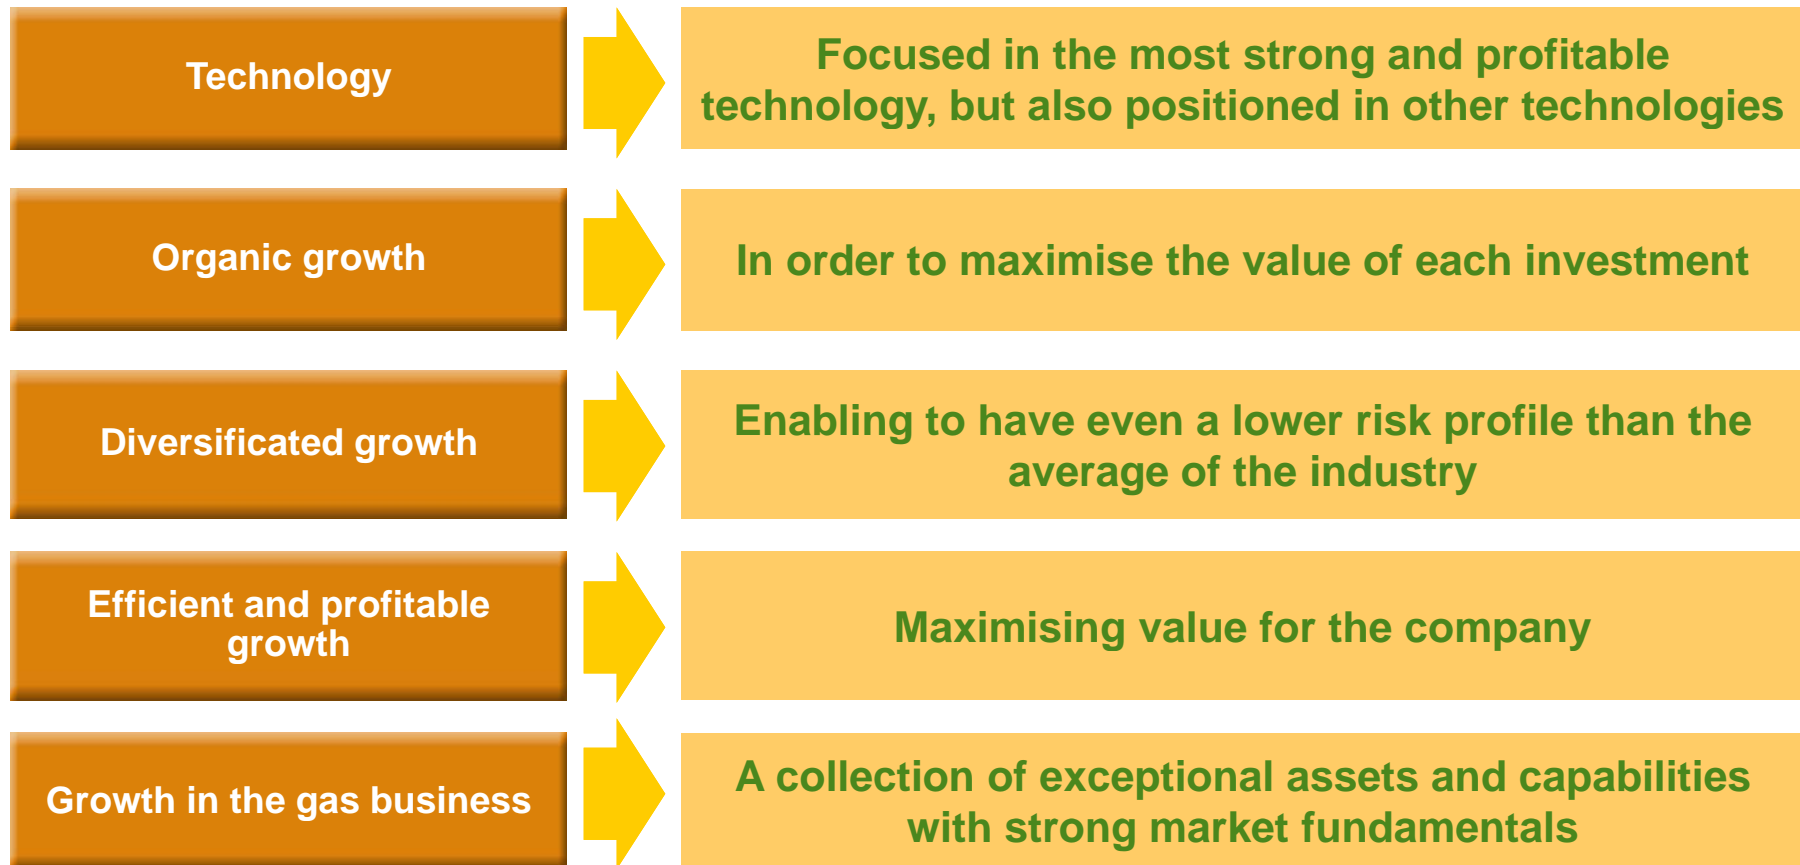 Technology
Focused in the most strong and profitable
technology, but also positioned in other technologies
Organic growth
In order to maximise the value of each investment
Diversificated growth
Enabling to have even a lower risk profile than the
average of the industry
Efficient and profitable
growth
Maximising value for the company
Growth in the gas business
A collection of exceptional assets and capabilities
with strong market fundamentals